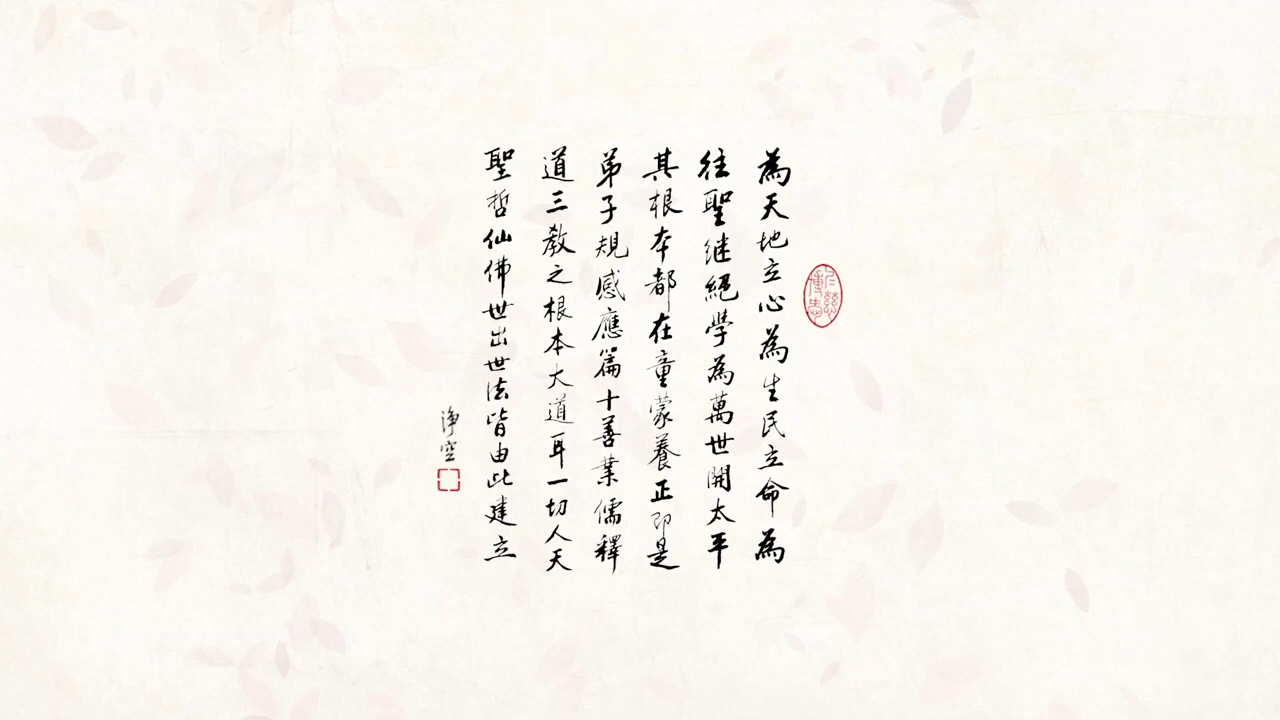 為天地立心為生民立命為
往聖继絕學為萬世開太平
其根本都在童蒙養正即是
弟子規感應篇十善業儒釋
道三教之根本大道耳一切人天
聖哲仙佛世出世法皆由此建立
淨空